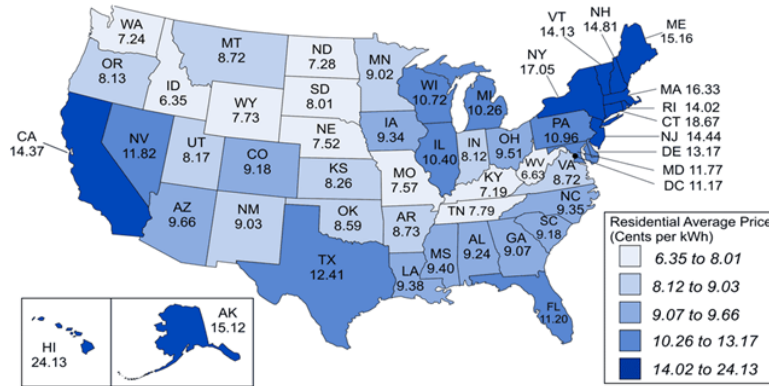 WA
7.24
OR
8.13
CA
14.37
ID
6.35
NV
11.82
MT
8.72
WY
7.73
UT
8.17
AZ
9.66
CO
9.18
NM
9.03
ND
7.28
SD
8.01
NE
7.52
KS
8.26
OK
8.59
TX
12.41
MN
9.02
IA
9.34
MO
7.57
AR
8.73
LA
9.38
WI
10.72
IL
10.40
MI
10.26
IN
8.12
OH
9.51
KY
7.19
TN 7.79
MS
9.40
AL
9.24
GA
9.07
FL
11.20
SC
9.18
NC
9.35
VA
8.72
WV
6.63
PA
10.96
NY
17.05
VT
14.13
NH
14.81
ME
15.16
MA 16.33
RI 14.02
CT 18.67
NJ 14.44
DE 13.17
MD 11.77
DC 11.17
HI
24.13
AK
15.12
Residential Average Price
(Cents per kWh)
6.35 to 8.01
8.12 to 9.03
9.07 to 9.66
10.26 to 13.17
14.02 to 24.13